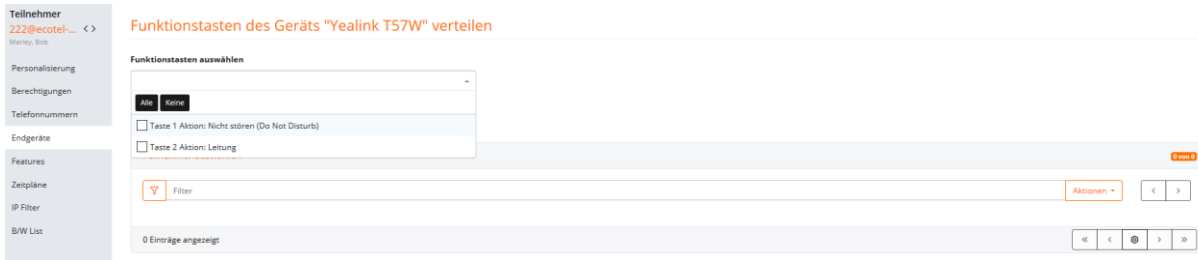 Teilnehmer
222@ecotel-... <>
Marley, Bob
Personalisierung
Berechtigungen
Telefonnummern
Endgeräte
Features
Zeitpläne
IP Filter
B/W List
Funktionstasten des Geräts "Yealink T57W" verteilen
Funktionstasten auswählen
Alle Keine
Taste 1 Aktion: Nicht stören (Do Not Disturb)
Taste 2 Aktion: Leitung
0 von 0
Filter
Aktionen
0 Einträge angezeigt